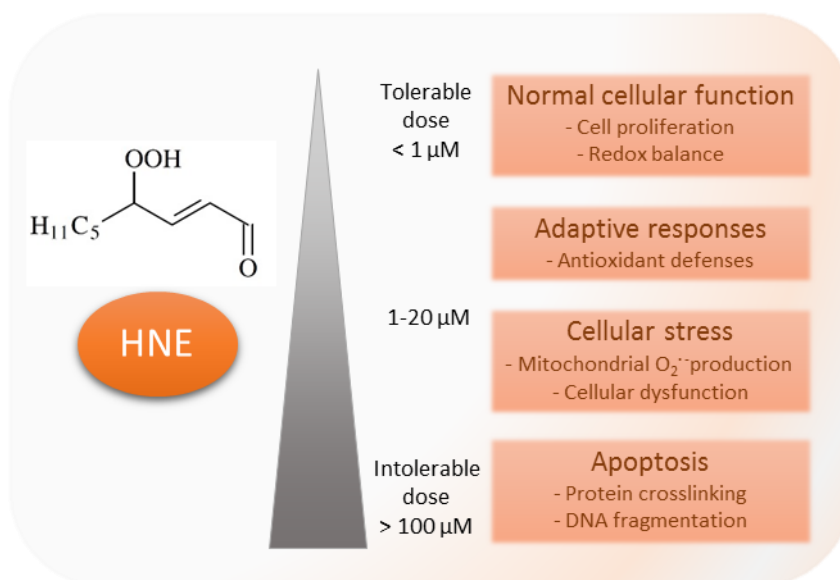 OOH
H₁₁C₅
O
HNE
Tolerable
dose
< 1 µM
1-20 µM
Intolerable
dose
> 100 µM
Normal cellular function
- Cell proliferation
- Redox balance
Adaptive responses
- Antioxidant defenses
Cellular stress
- Mitochondrial O₂˙⁻production
- Cellular dysfunction
Apoptosis
- Protein crosslinking
- DNA fragmentation